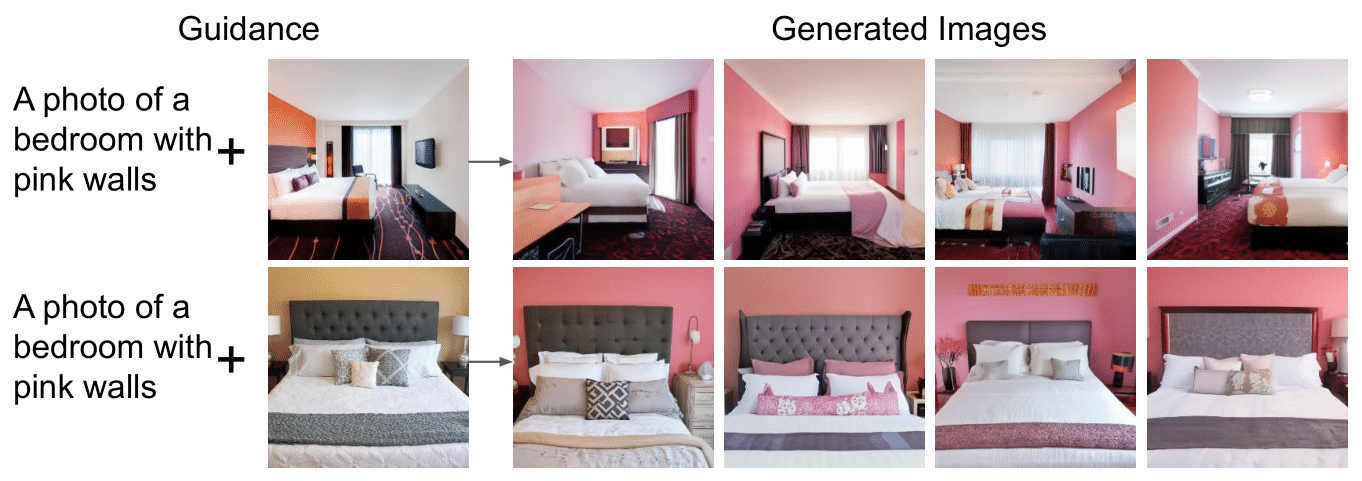 Guidance
Generated Images
A photo of a
bedroom with
pink walls
+
A photo of a
bedroom with
pink walls
+